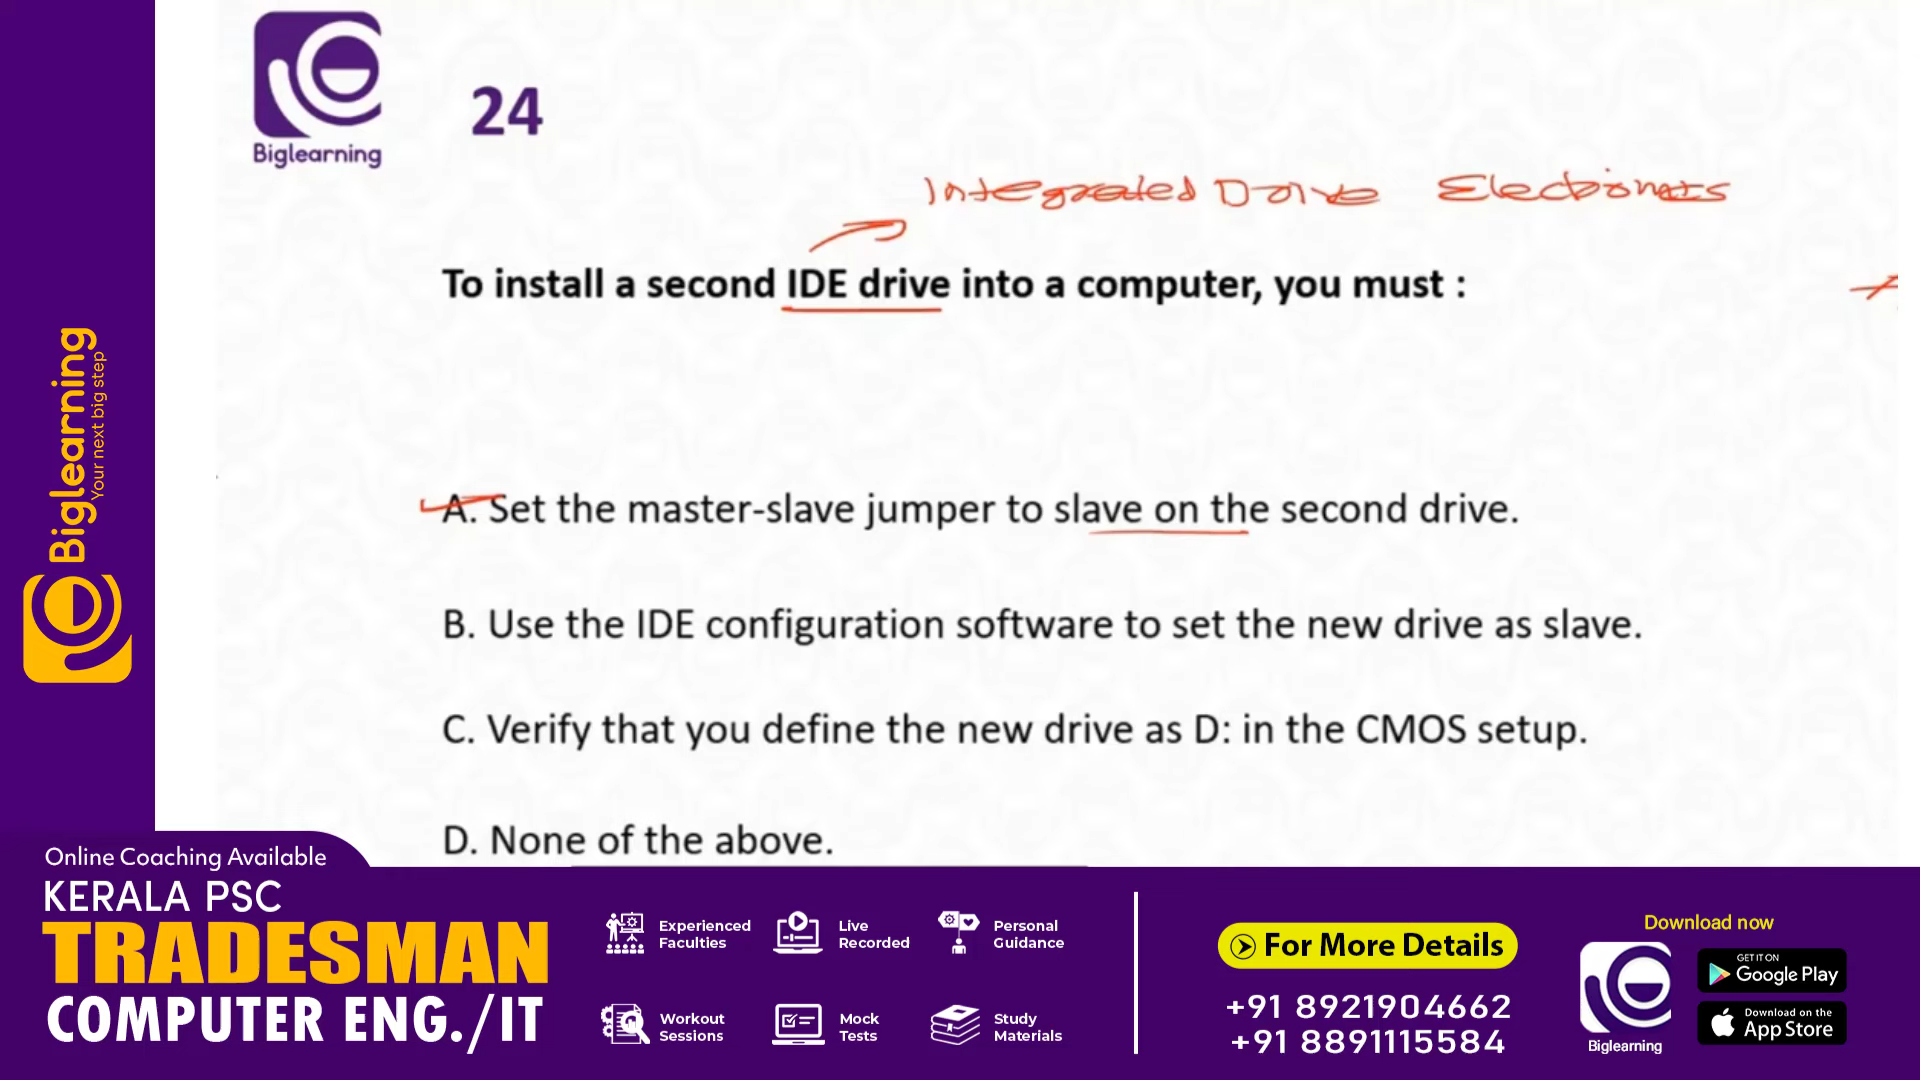 Biglearning
24
Integrated Drive Electronics
To install a second IDE drive into a computer, you must :
A. Set the master-slave jumper to slave on the second drive.
B. Use the IDE configuration software to set the new drive as slave.
C. Verify that you define the new drive as D: in the CMOS setup.
D. None of the above.
Biglearning
Your next big step
Online Coaching Available
KERALA PSC
TRADESMAN
COMPUTER ENG./IT
Experienced
Faculties
Live
Recorded
Personal
Guidance
Workout
Sessions
Mock
Tests
Study
Materials
For More Details
+91 8921904662
+91 8891115584
Download now
Biglearning
GET IT ON
Google Play
Download on the
App Store